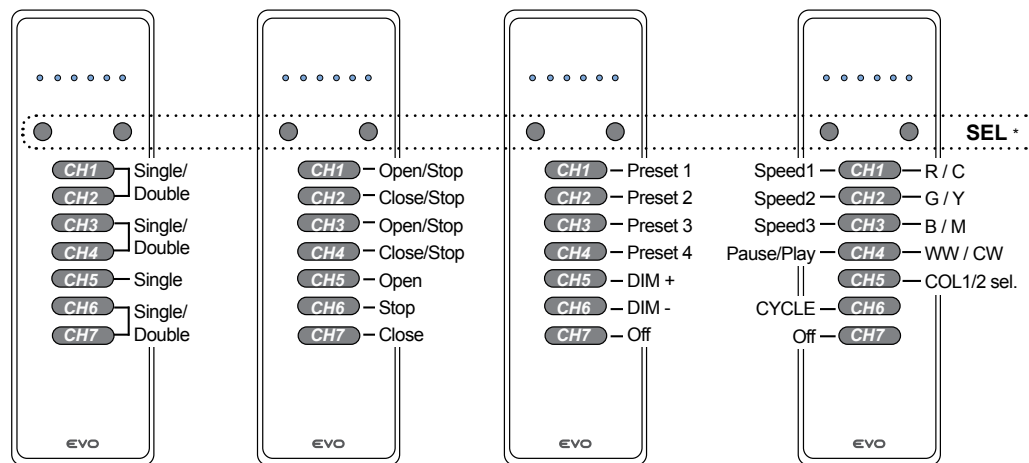 SEL *
CH1
CH2
CH3
CH4
CH5
CH6
CH7
Single/
Double
Single/
Double
Single
Single/
Double
EVO
CH1 Open/Stop
CH2 Close/Stop
CH3 Open/Stop
CH4 Close/Stop
CH5 Open
CH6 Stop
CH7 Close
EVO
CH1 Preset 1
CH2 Preset 2
CH3 Preset 3
CH4 Preset 4
CH5 DIM +
CH6 DIM -
CH7 Off
EVO
Speed1 CH1 R / C
Speed2 CH2 G / Y
Speed3 CH3 B / M
Pause/Play CH4 WW / CW
CH5 COL1/2 sel.
CYCLE CH6
Off CH7
EVO